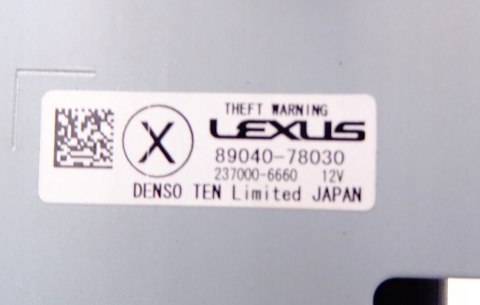 THEFT WARNING
X
LEXUS
89040-78030
237000-6660 12V
DENSO TEN Limited JAPAN